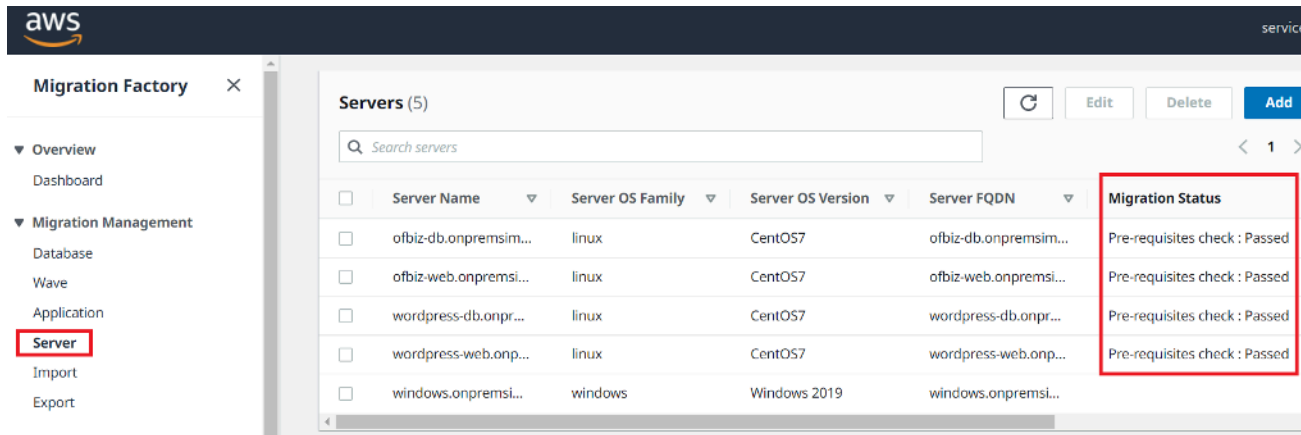 aws
service
Migration Factory
Servers (5)
Edit
Delete
Add
Search servers
1
Overview
Dashboard
Migration Management
Database
Wave
Application
Server
Import
Export
Server Name Server OS Family Server OS Version Server FQDN Migration Status
ofbiz-db.onpremsim... linux CentOS7 ofbiz-db.onpremsim... Pre-requisites check : Passed
ofbiz-web.onpremsi... linux CentOS7 ofbiz-web.onpremsi... Pre-requisites check : Passed
wordpress-db.onpr... linux CentOS7 wordpress-db.onpr... Pre-requisites check : Passed
wordpress-web.onp... linux CentOS7 wordpress-web.onp... Pre-requisites check : Passed
windows.onpremsi... windows Windows 2019 windows.onpremsi...